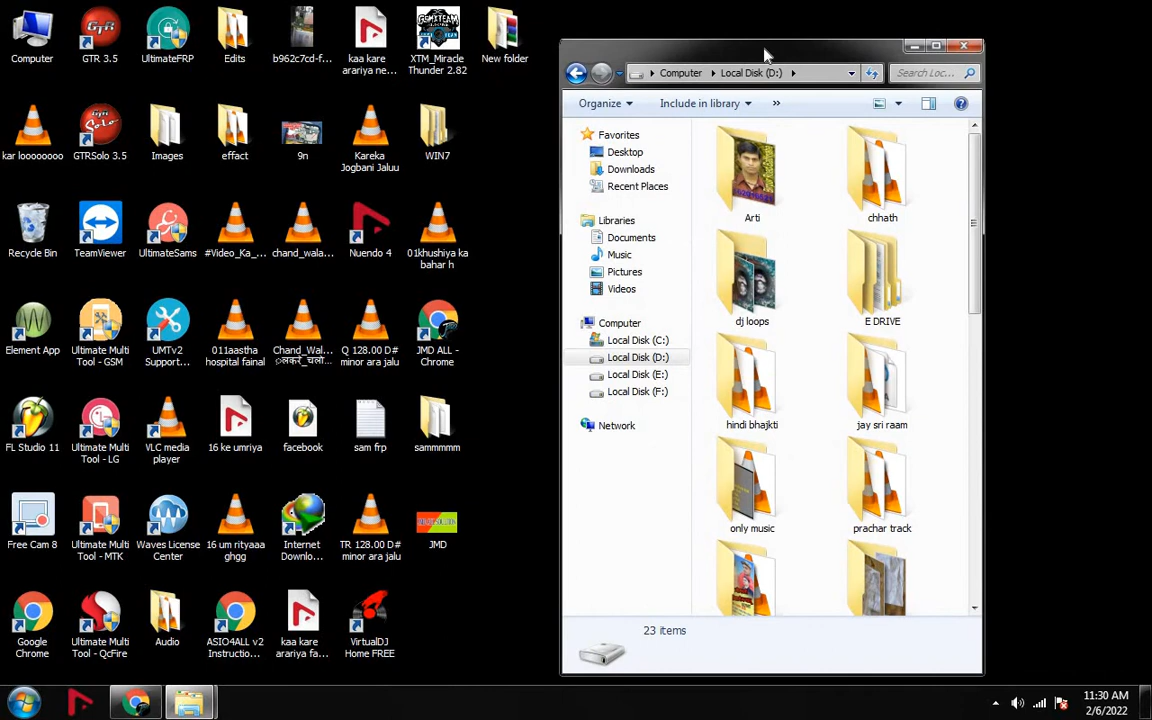 Computer
GTR 3.5
UltimateFRP
Edits
b962c7cd-f...
kaa kare
arariya ne...
XTM_Miracle
Thunder 2.82
New folder
kar looooooo
GTRSolo 3.5
Images
effact
9n
Kareka
Jogbani Jaluu
WIN7
Recycle Bin
TeamViewer
UltimateSams
#Video_Ka_...
chand_wala...
Nuendo 4
01khushiya ka
bahar h
Element App
Ultimate Multi
Tool - GSM
UMTv2
Support...
011aastha
hospital fainal
Chand_Wal...
Q 128.00 D#
minor ara jalu
JMD ALL -
Chrome
FL Studio 11
Ultimate Multi
Tool - LG
VLC media
player
16 ke umriya
facebook
sam frp
sammmmm
Free Cam 8
Ultimate Multi
Tool - MTK
Waves License
Center
16 um rityaaa
ghgg
Internet
Downlo...
TR 128.00 D#
minor ara jalu
JMD
Google
Chrome
Ultimate Multi
Tool - QcFire
Audio
ASIO4ALL v2
Instructio...
kaa kare
arariya fa...
VirtualDJ
Home FREE
Computer
Local Disk (D:)
Search Loc...
Organize
Include in library
»
Favorites
Desktop
Downloads
Recent Places
Libraries
Documents
Music
Pictures
Videos
Computer
Local Disk (C:)
Local Disk (D:)
Local Disk (E:)
Local Disk (F:)
Network
Arti
chhath
dj loops
E DRIVE
hindi bhajkti
jay sri raam
only music
prachar track
23 items
11:30 AM
2/6/2022